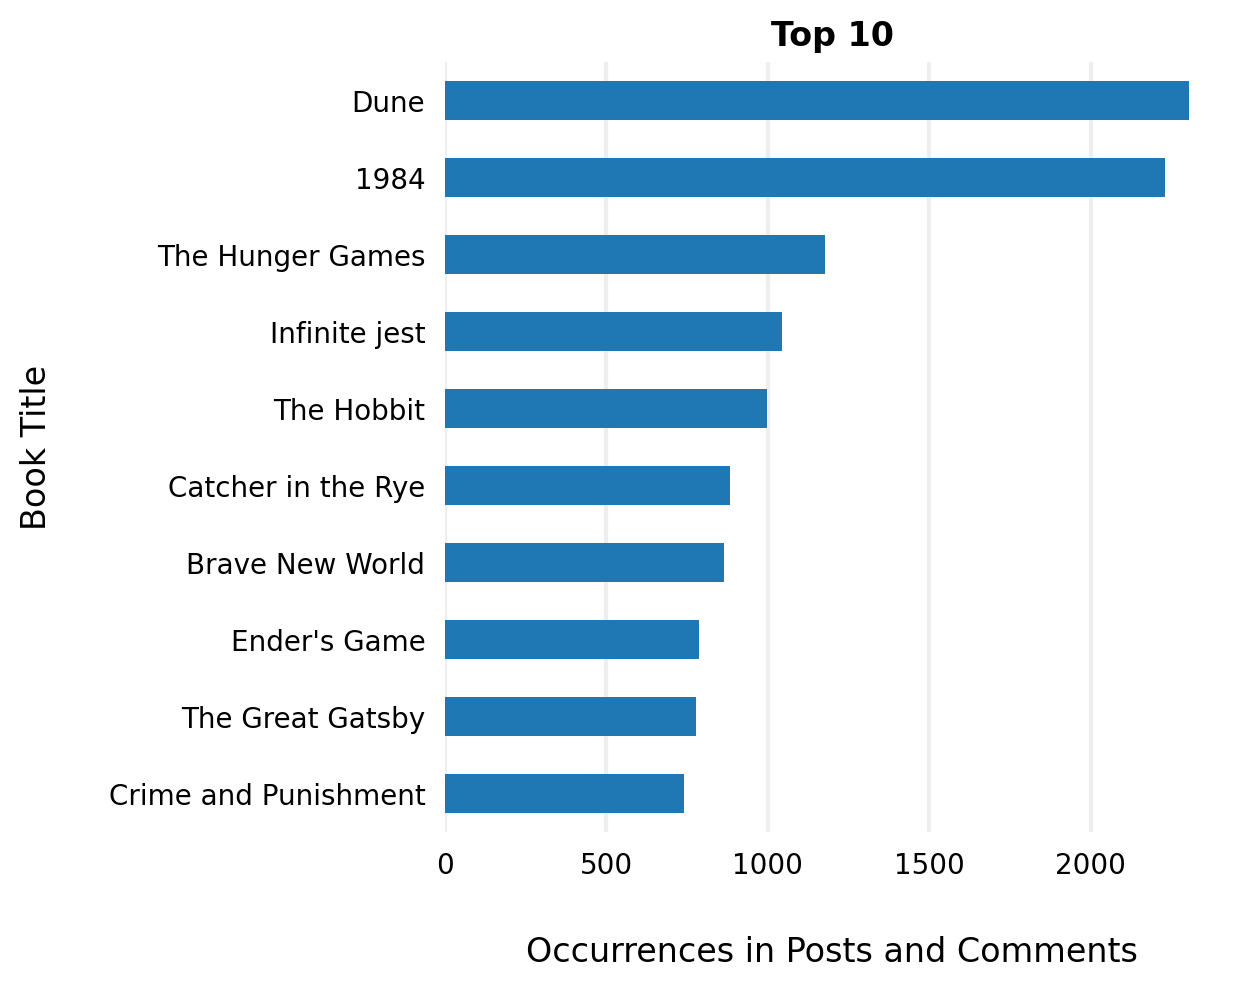 Top 10
Dune
1984
The Hunger Games
Infinite jest
The Hobbit
Catcher in the Rye
Brave New World
Ender's Game
The Great Gatsby
Crime and Punishment
Book Title
0 500 1000 1500 2000
Occurrences in Posts and Comments